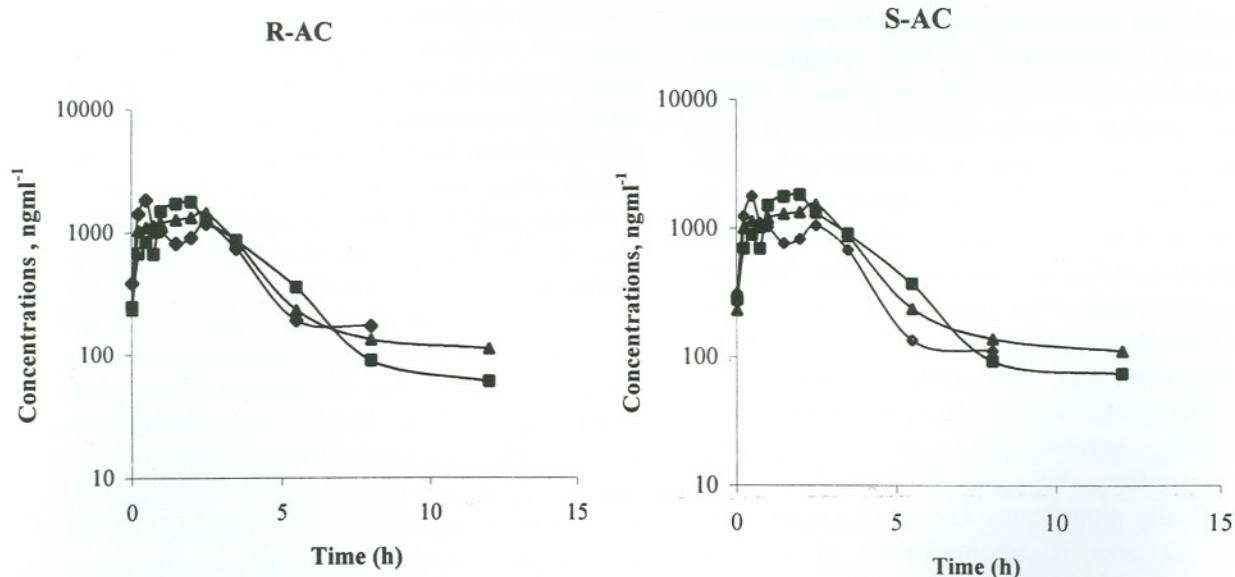 R-AC
10000
1000
100
10
Concentrations , ngml⁻¹
0 5 10 15
Time (h)
S-AC
10000
1000
100
10
Concentrations, ngml⁻¹
0 5 10 15
Time (h)